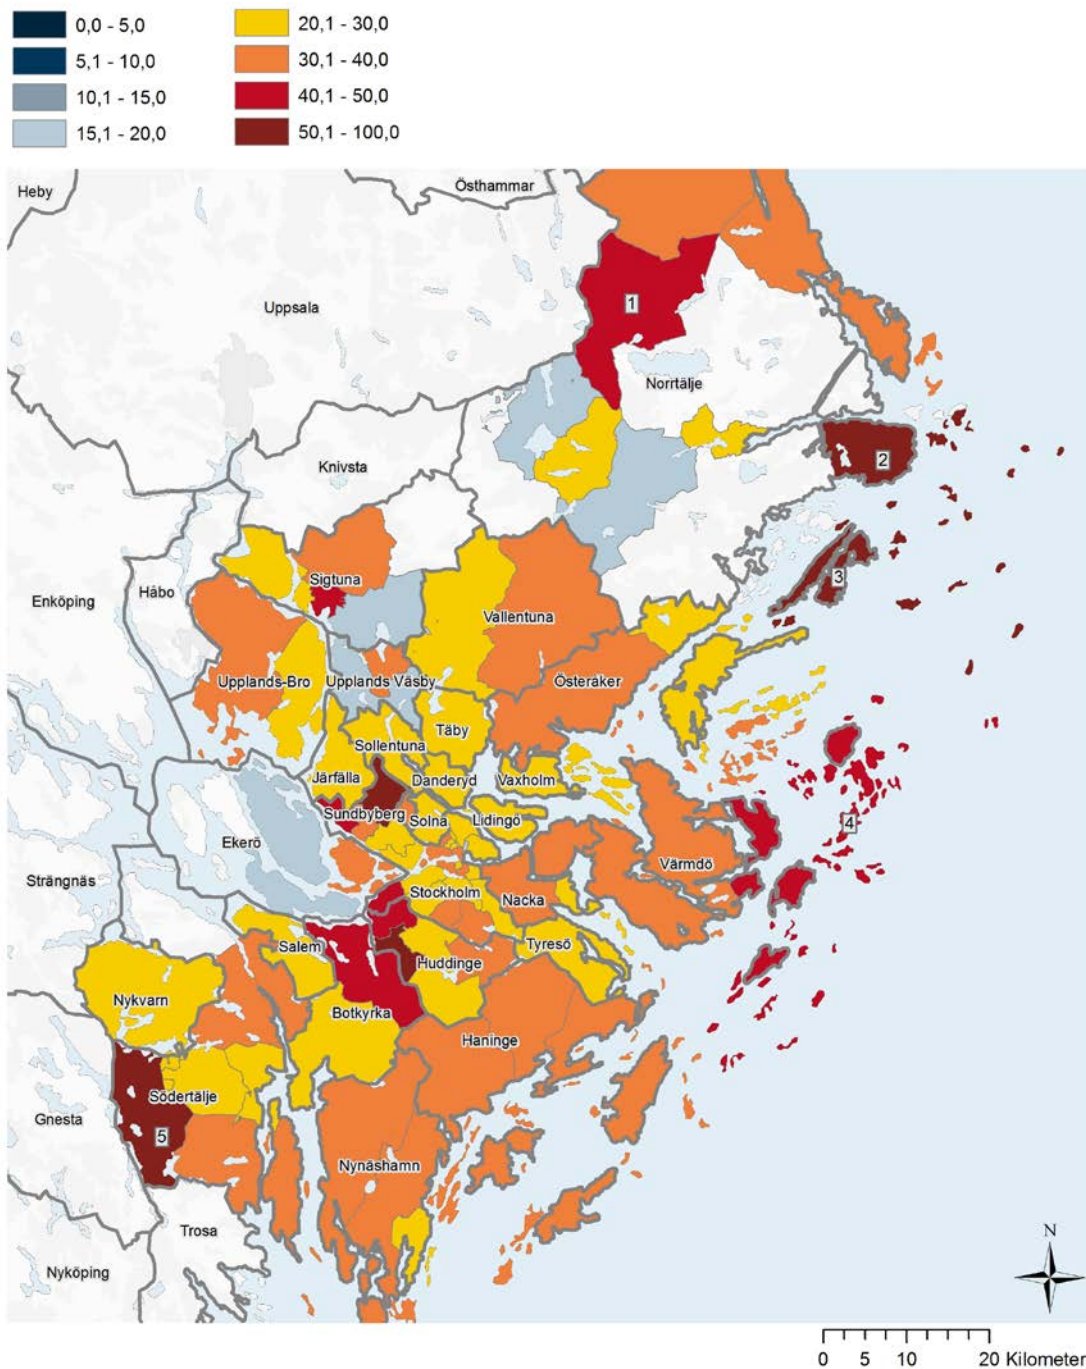 0,0 - 5,0
5,1 - 10,0
10,1 - 15,0
15,1 - 20,0
20,1 - 30,0
30,1 - 40,0
40,1 - 50,0
50,1 - 100,0
Heby
Östhammar
Uppsala
1
Norrtälje
2
Knivsta
3
Sigtuna
Enköping
Håbo
Vallentuna
Upplands-Bro
Upplands Väsby
Österåker
Täby
Sollentuna
Järfälla
Danderyd
Vaxholm
Sundbyberg
Solna
Lidingö
4
Ekerö
Värmdö
Strängnäs
Stockholm
Nacka
Salem
Huddinge
Tyresö
Nykvarn
Botkyrka
Haninge
Södertälje
Gnesta
5
Nynäshamn
Trosa
N
Nyköping
0 5 10 20 Kilometer